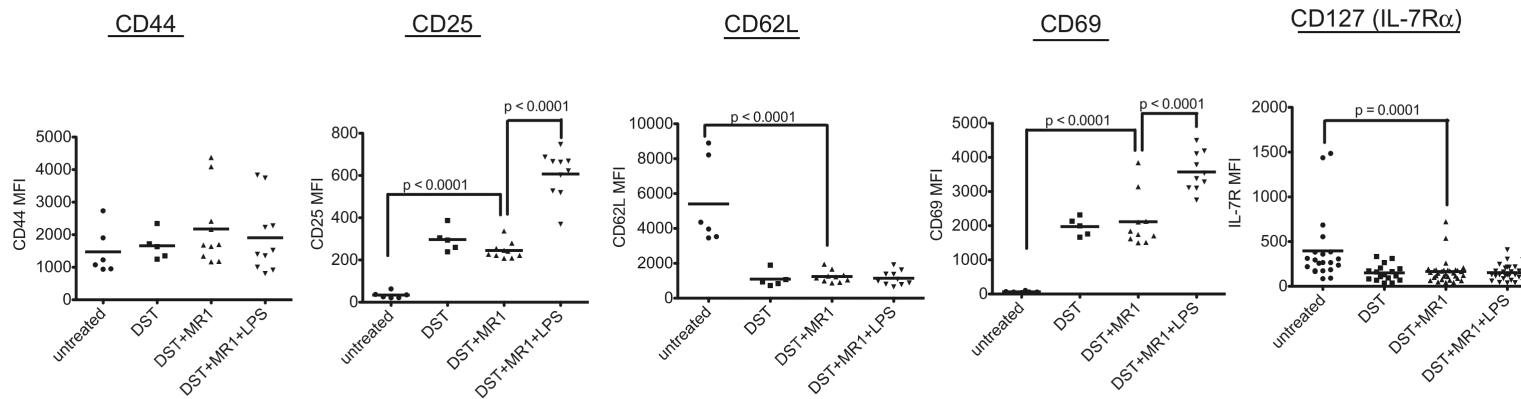 CD44
CD44 MFI
5000
4000
3000
2000
1000
0
untreated
DST
DST+MR1
DST+MR1+LPS
CD25
CD25 MFI
800
600
400
200
0
p < 0.0001
p < 0.0001
untreated
DST
DST+MR1
DST+MR1+LPS
CD62L
CD62L MFI
10000
8000
6000
4000
2000
0
p < 0.0001
untreated
DST
DST+MR1
DST+MR1+LPS
CD69
CD69 MFI
5000
4000
3000
2000
1000
0
p < 0.0001
p < 0.0001
untreated
DST
DST+MR1
DST+MR1+LPS
CD127 (IL-7Rα)
IL-7R MFI
2000
1500
1000
500
0
p = 0.0001
untreated
DST
DST+MR1
DST+MR1+LPS